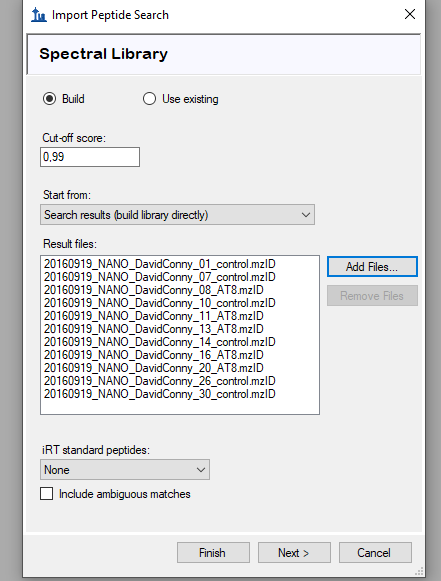 Import Peptide Search
Spectral Library
Build
Use existing
Cut-off score:
0,99
Start from:
Search results (build library directly)
Result files:
20160919_NANO_DavidConny_01_control.mzID
20160919_NANO_DavidConny_07_control.mzID
20160919_NANO_DavidConny_08_AT8.mzID
20160919_NANO_DavidConny_10_control.mzID
20160919_NANO_DavidConny_11_AT8.mzID
20160919_NANO_DavidConny_13_AT8.mzID
20160919_NANO_DavidConny_14_control.mzID
20160919_NANO_DavidConny_16_AT8.mzID
20160919_NANO_DavidConny_20_AT8.mzID
20160919_NANO_DavidConny_26_control.mzID
20160919_NANO_DavidConny_30_control.mzID
Add Files...
Remove Files
iRT standard peptides:
None
Include ambiguous matches
Finish
Next >
Cancel